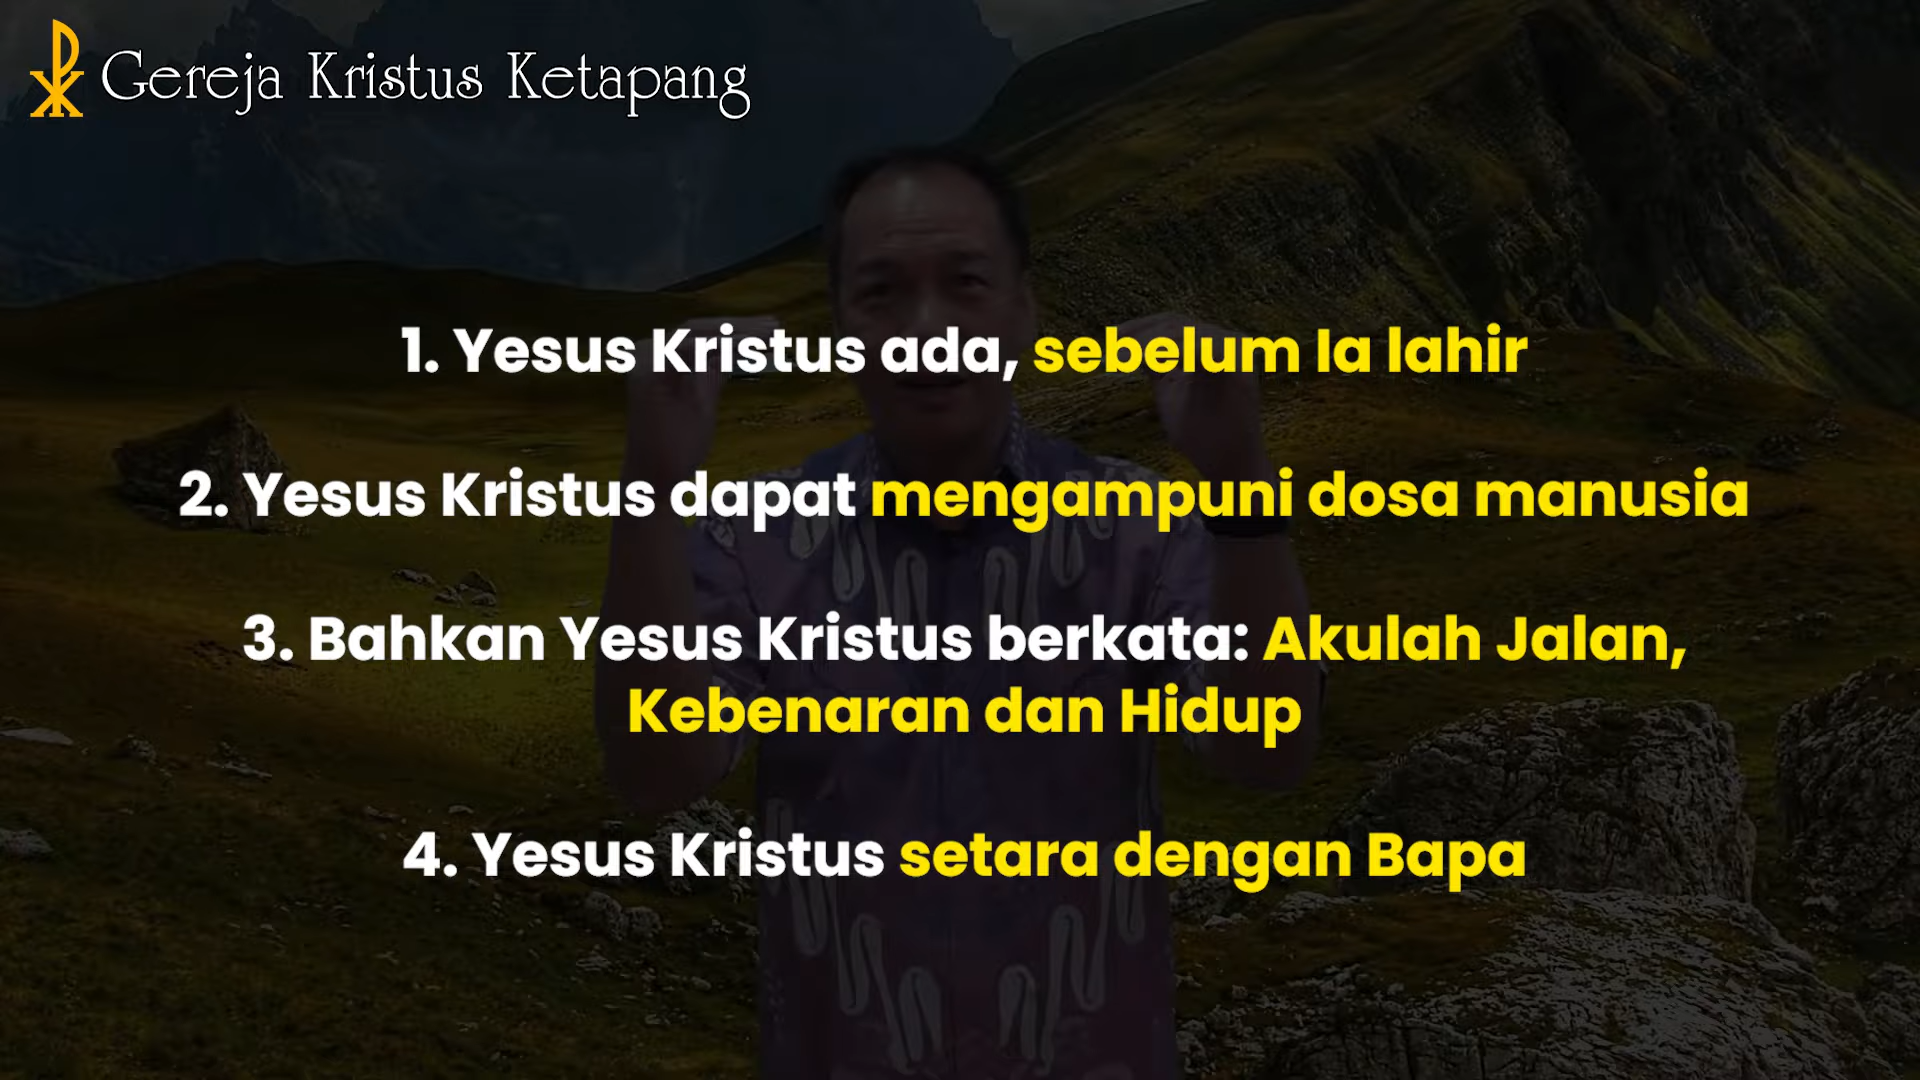 Gereja Kristus Ketapang
1. Yesus Kristus ada, sebelum Ia lahir
2. Yesus Kristus dapat mengampuni dosa manusia
3. Bahkan Yesus Kristus berkata: Akulah Jalan,
Kebenaran dan Hidup
4. Yesus Kristus setara dengan Bapa